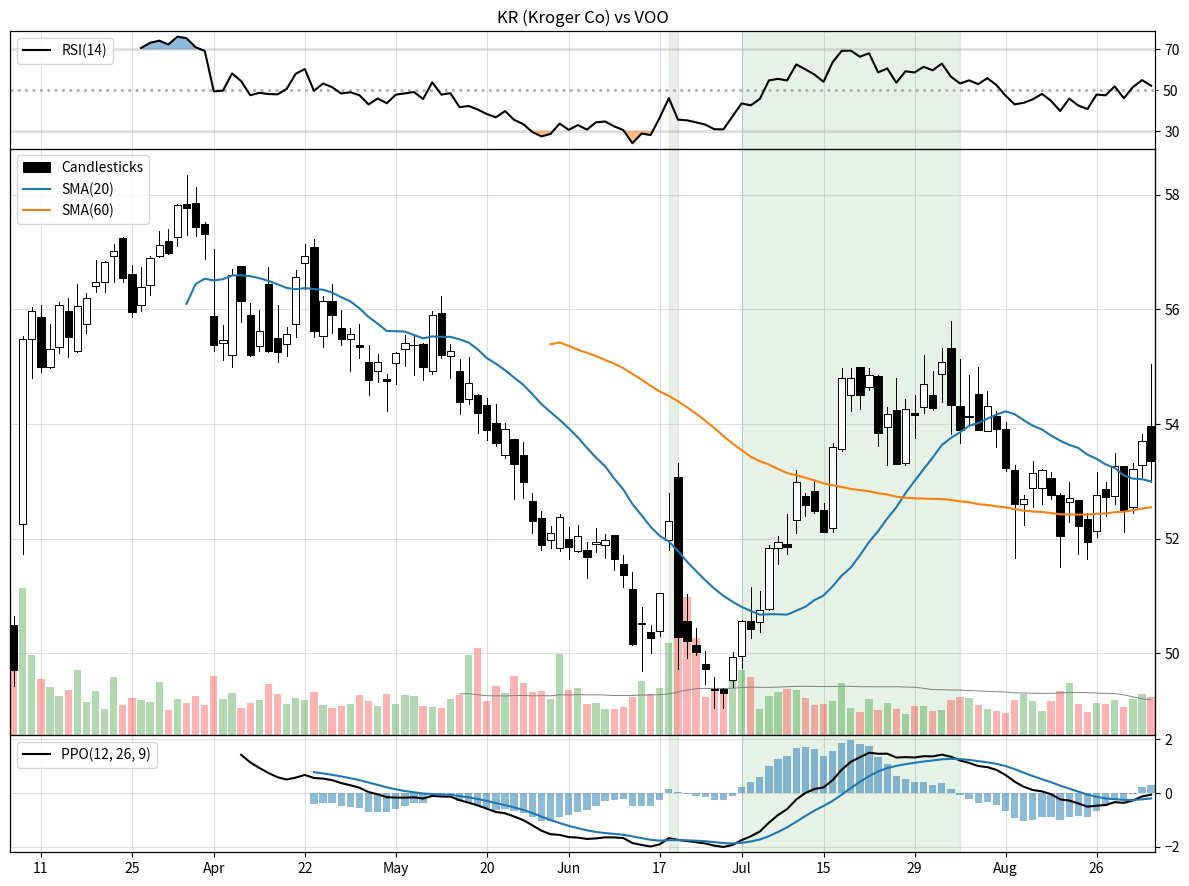 KR (Kroger Co) vs VOO
RSI(14)
70
50
30
Candlesticks
SMA(20)
SMA(60)
58
56
54
52
50
PPO(12, 26, 9)
2
0
−2
11 25 Apr 22 May 20 Jun 17 Jul 15 29 Aug 26